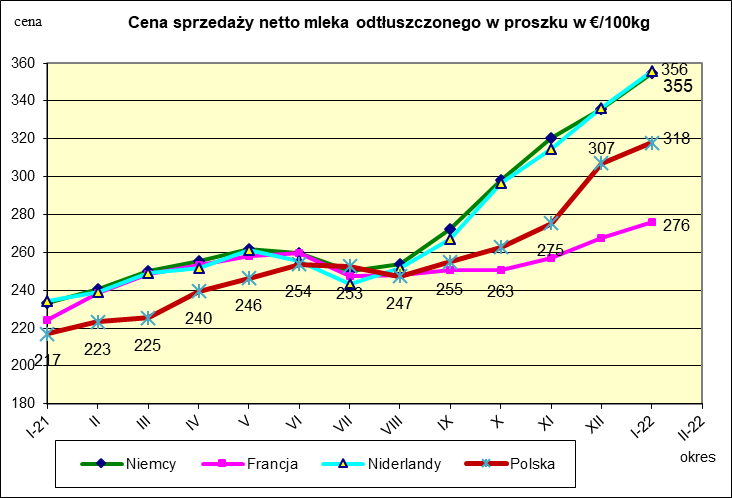 cena
Cena sprzedaży netto mleka odtłuszczonego w proszku w €/100kg
360
340
320
300
280
260
240
220
200
180
356
355
318
307
276
275
217
223
225
240
246
254
253
247
255
263
I-21
II
III
IV
V
VI
VII
VIII
IX
X
XI
XII
I-22
II-22
okres
Niemcy
Francja
Niderlandy
Polska